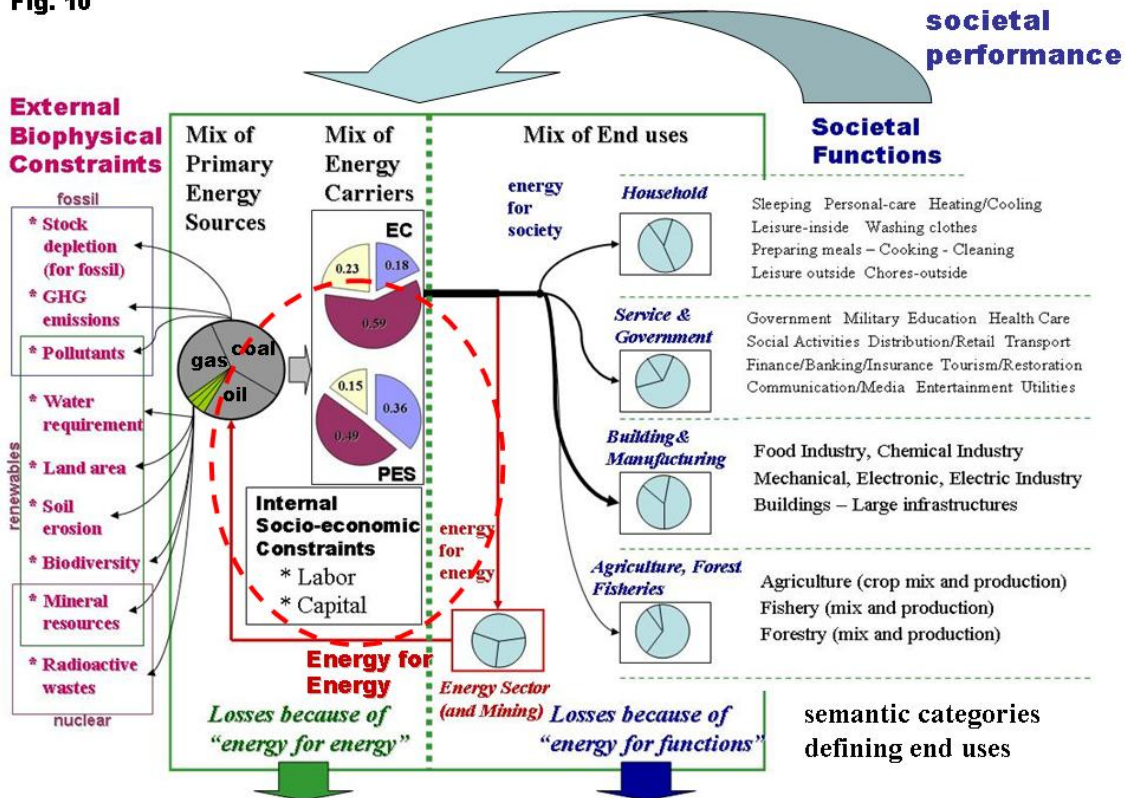 Fig. 10
societal
performance
External
Biophysical
Constraints
Mix of
Primary
Energy
Sources
Mix of
Energy
Carriers
Mix of End uses
Societal
Functions
fossil
* Stock
depletion
(for fossil)
* GHG
emissions
* Pollutants
* Water
requirement
* Land area
* Soil
erosion
* Biodiversity
* Mineral
resources
* Radioactive
wastes
renewables
nuclear
gas
coal
oil
EC
0.23
0.18
0.59
0.15
0.36
0.49
PES
Internal
Socio-economic
Constraints
* Labor
* Capital
energy
for
society
energy
for
energy
Energy for
Energy
Household
Sleeping Personal-care Heating/Cooling
Leisure-inside Washing clothes
Preparing meals – Cooking - Cleaning
Leisure outside Chores-outside
Service &
Government
Government Military Education Health Care
Social Activities Distribution/Retail Transport
Finance/Banking/Insurance Tourism/Restoration
Communication/Media Entertainment Utilities
Building&
Manufacturing
Food Industry, Chemical Industry
Mechanical, Electronic, Electric Industry
Buildings – Large infrastructures
Agriculture, Forest
Fisheries
Agriculture (crop mix and production)
Fishery (mix and production)
Forestry (mix and production)
Energy Sector
(and Mining)
Losses because of
“energy for energy”
Losses because of
“energy for functions”
semantic categories
defining end uses